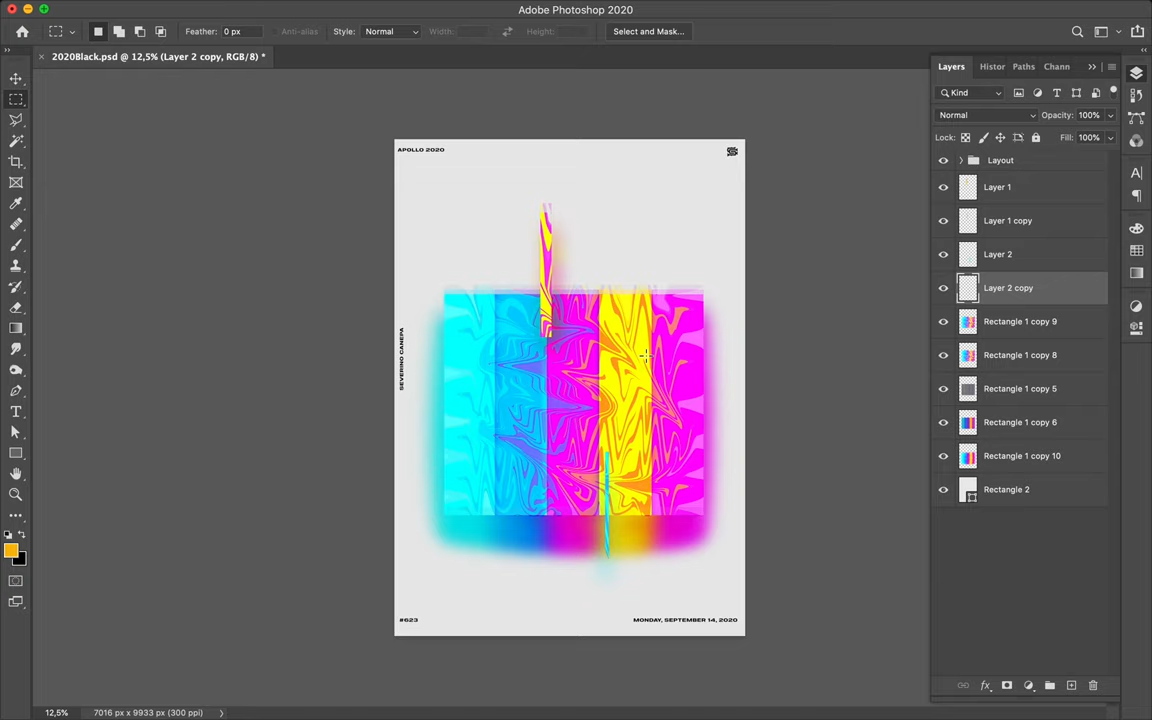 Adobe Photoshop 2020
Feather: 0 px
Anti-alias
Style: Normal
Width:
Height:
Select and Mask...
2020Black.psd @ 12,5% (Layer 2 copy, RGB/8) *
Layers
Histor
Paths
Chann
Kind
Normal
Opacity: 100%
Lock:
Fill: 100%
Layout
Layer 1
Layer 1 copy
Layer 2
Layer 2 copy
Rectangle 1 copy 9
Rectangle 1 copy 8
Rectangle 1 copy 5
Rectangle 1 copy 6
Rectangle 1 copy 10
Rectangle 2
APOLLO 2020
SEVERINO CANEPA
#623
MONDAY, SEPTEMBER 14, 2020
12,5%
7016 px x 9933 px (300 ppi)